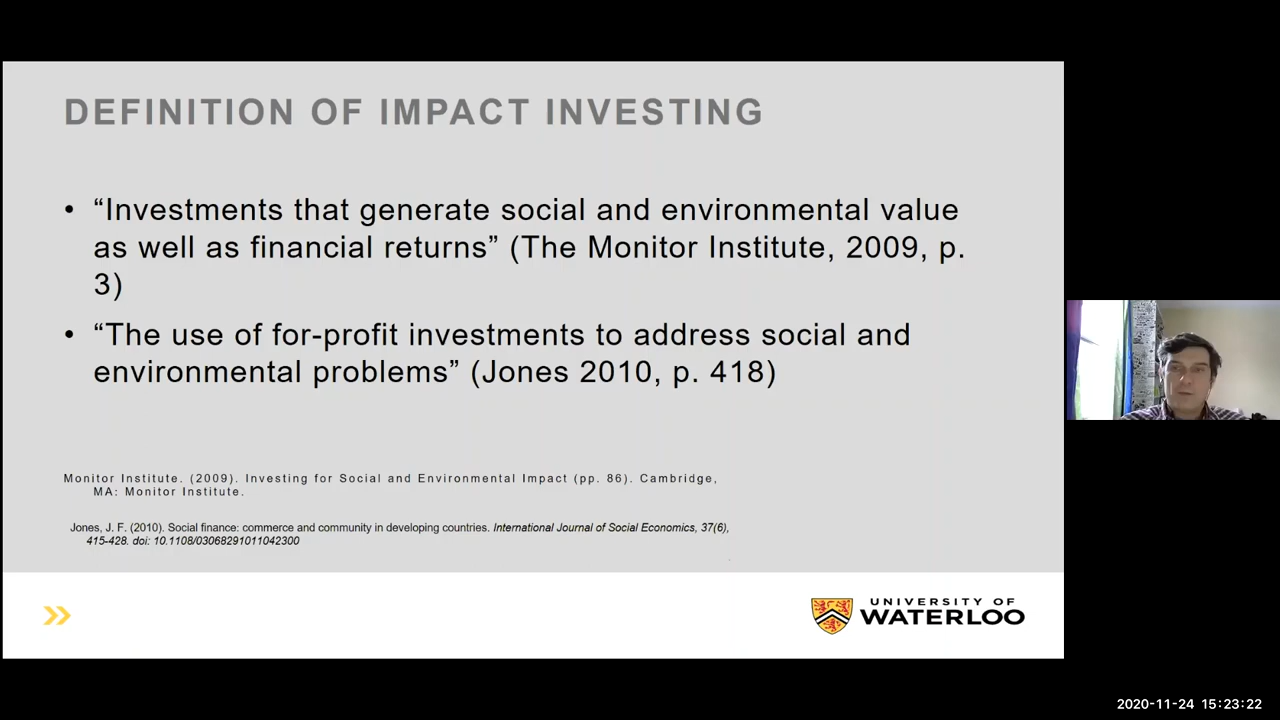 DEFINITION OF IMPACT INVESTING
• “Investments that generate social and environmental value
as well as financial returns” (The Monitor Institute, 2009, p.
3)
• “The use of for-profit investments to address social and
environmental problems” (Jones 2010, p. 418)
Monitor Institute. (2009). Investing for Social and Environmental Impact (pp. 86). Cambridge,
MA: Monitor Institute.
Jones, J. F. (2010). Social finance: commerce and community in developing countries. International Journal of Social Economics, 37(6),
415-428. doi: 10.1108/03068291011042300
UNIVERSITY OF
WATERLOO
2020-11-24 15:23:22